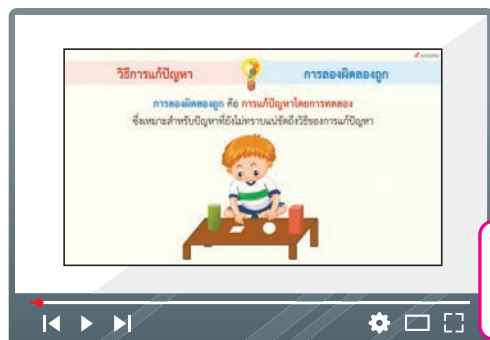 วิธีการแก้ปัญหา
การลองผิดลองถูก
การลองผิดลองถูก คือ การแก้ปัญหาโดยการทดลอง
ซึ่งเหมาะสำหรับปัญหาที่ยังไม่ทราบแน่ชัดถึงวิธีของการแก้ปัญหา